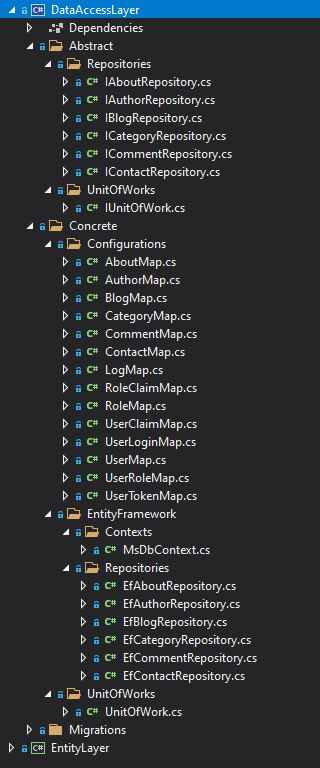 DataAccessLayer
Dependencies
Abstract
Repositories
IAboutRepository.cs
IAuthorRepository.cs
IBlogRepository.cs
ICategoryRepository.cs
ICommentRepository.cs
IContactRepository.cs
UnitOfWorks
IUnitOfWork.cs
Concrete
Configurations
AboutMap.cs
AuthorMap.cs
BlogMap.cs
CategoryMap.cs
CommentMap.cs
ContactMap.cs
LogMap.cs
RoleClaimMap.cs
RoleMap.cs
UserClaimMap.cs
UserLoginMap.cs
UserMap.cs
UserRoleMap.cs
UserTokenMap.cs
EntityFramework
Contexts
MsDbContext.cs
Repositories
EfAboutRepository.cs
EfAuthorRepository.cs
EfBlogRepository.cs
EfCategoryRepository.cs
EfCommentRepository.cs
EfContactRepository.cs
UnitOfWorks
UnitOfWork.cs
Migrations
EntityLayer